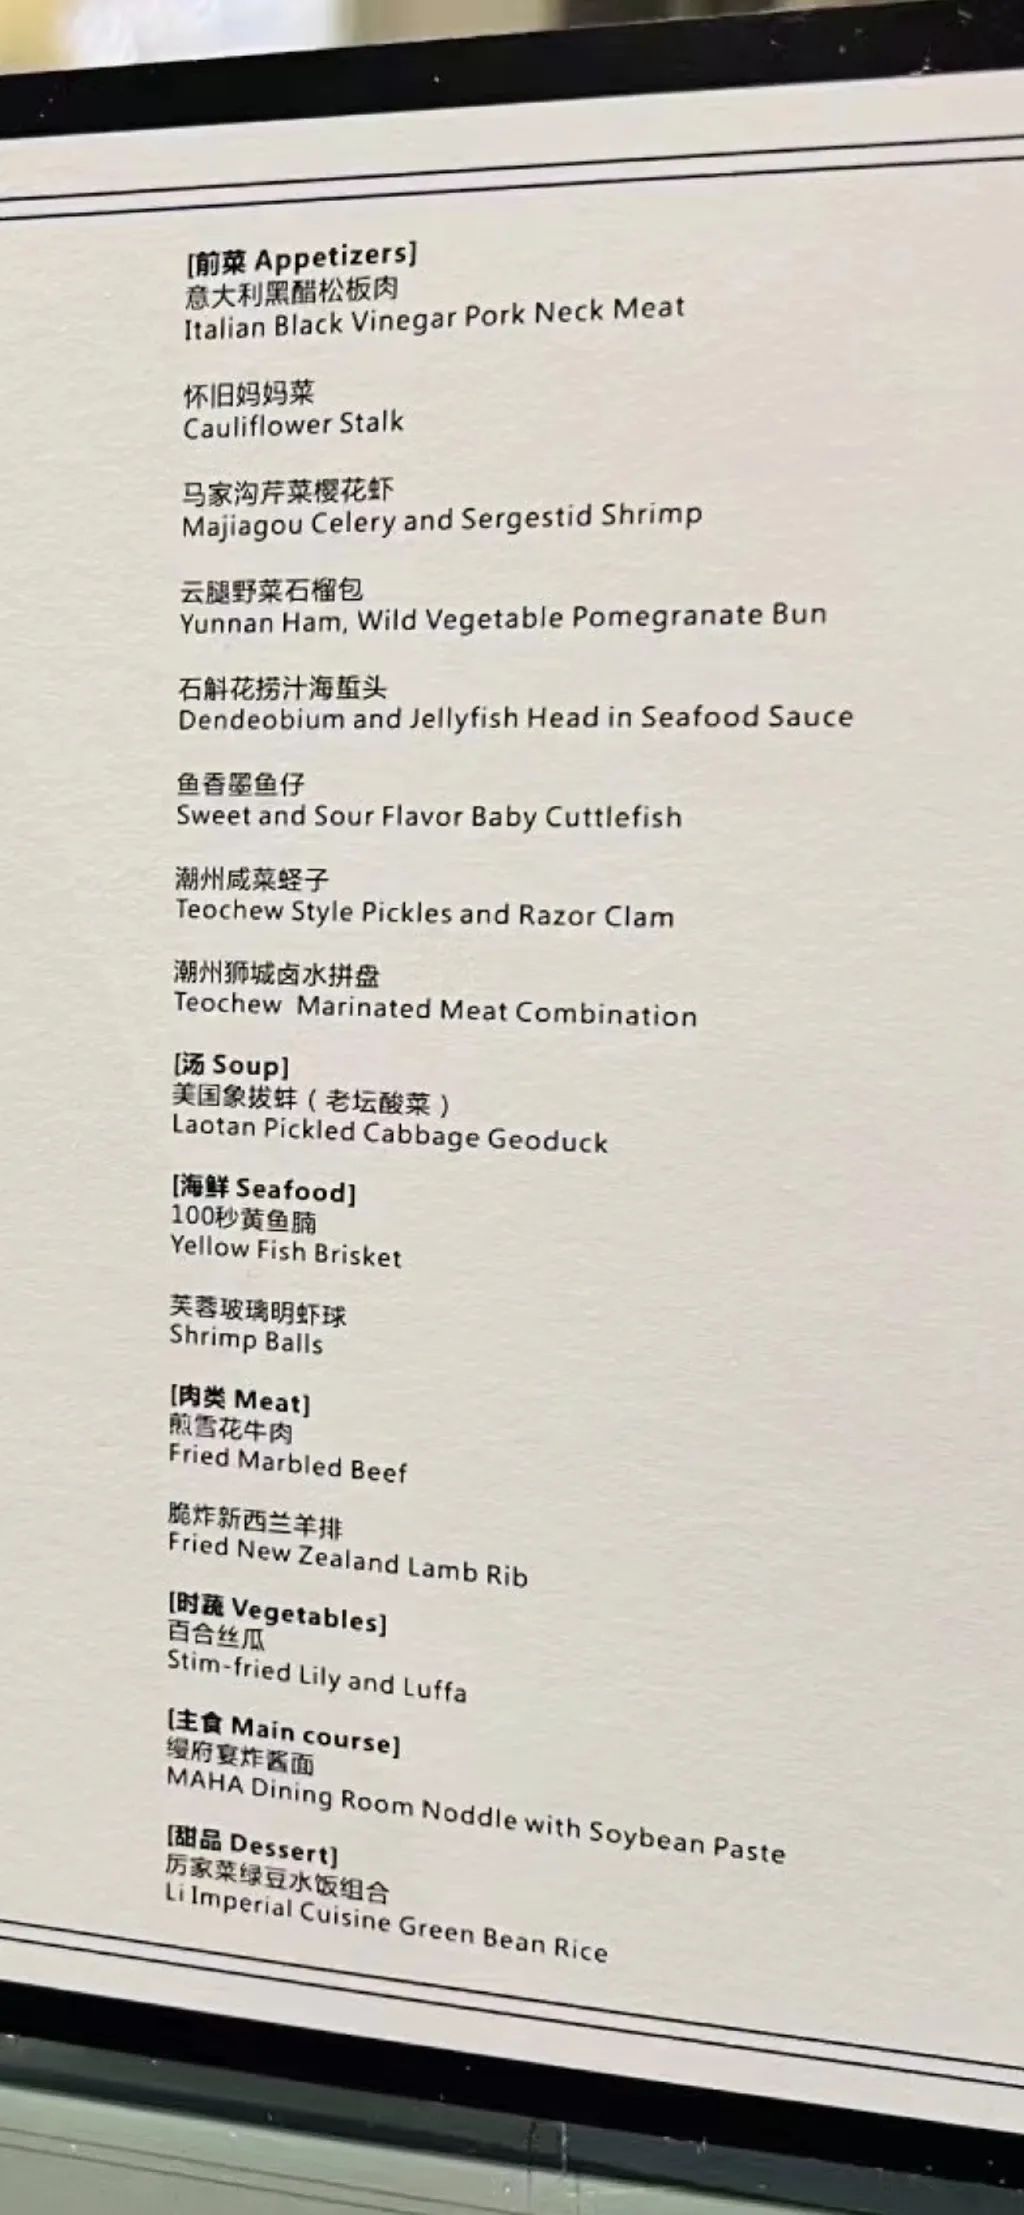 [前菜 Appetizers]
意大利黑醋松板肉
Italian Black Vinegar Pork Neck Meat
怀旧妈妈菜
Cauliflower Stalk
马家沟芹菜樱花虾
Majiagou Celery and Sergestid Shrimp
云腿野菜石榴包
Yunnan Ham, Wild Vegetable Pomegranate Bun
石斛花捞汁海蜇头
Dendeobium and Jellyfish Head in Seafood Sauce
鱼香墨鱼仔
Sweet and Sour Flavor Baby Cuttlefish
潮州咸菜蛏子
Teochew Style Pickles and Razor Clam
潮州狮城卤水拼盘
Teochew Marinated Meat Combination
[汤 Soup]
美国象拔蚌（老坛酸菜）
Laotan Pickled Cabbage Geoduck
[海鲜 Seafood]
100秒黄鱼腩
Yellow Fish Brisket
芙蓉玻璃明虾球
Shrimp Balls
[肉类 Meat]
煎雪花牛肉
Fried Marbled Beef
脆炸新西兰羊排
Fried New Zealand Lamb Rib
[时蔬 Vegetables]
百合丝瓜
Stim-fried Lily and Luffa
[主食 Main course]
缦府宴炸酱面
MAHA Dining Room Noddle with Soybean Paste
[甜品 Dessert]
厉家菜绿豆水饭组合
Li Imperial Cuisine Green Bean Rice